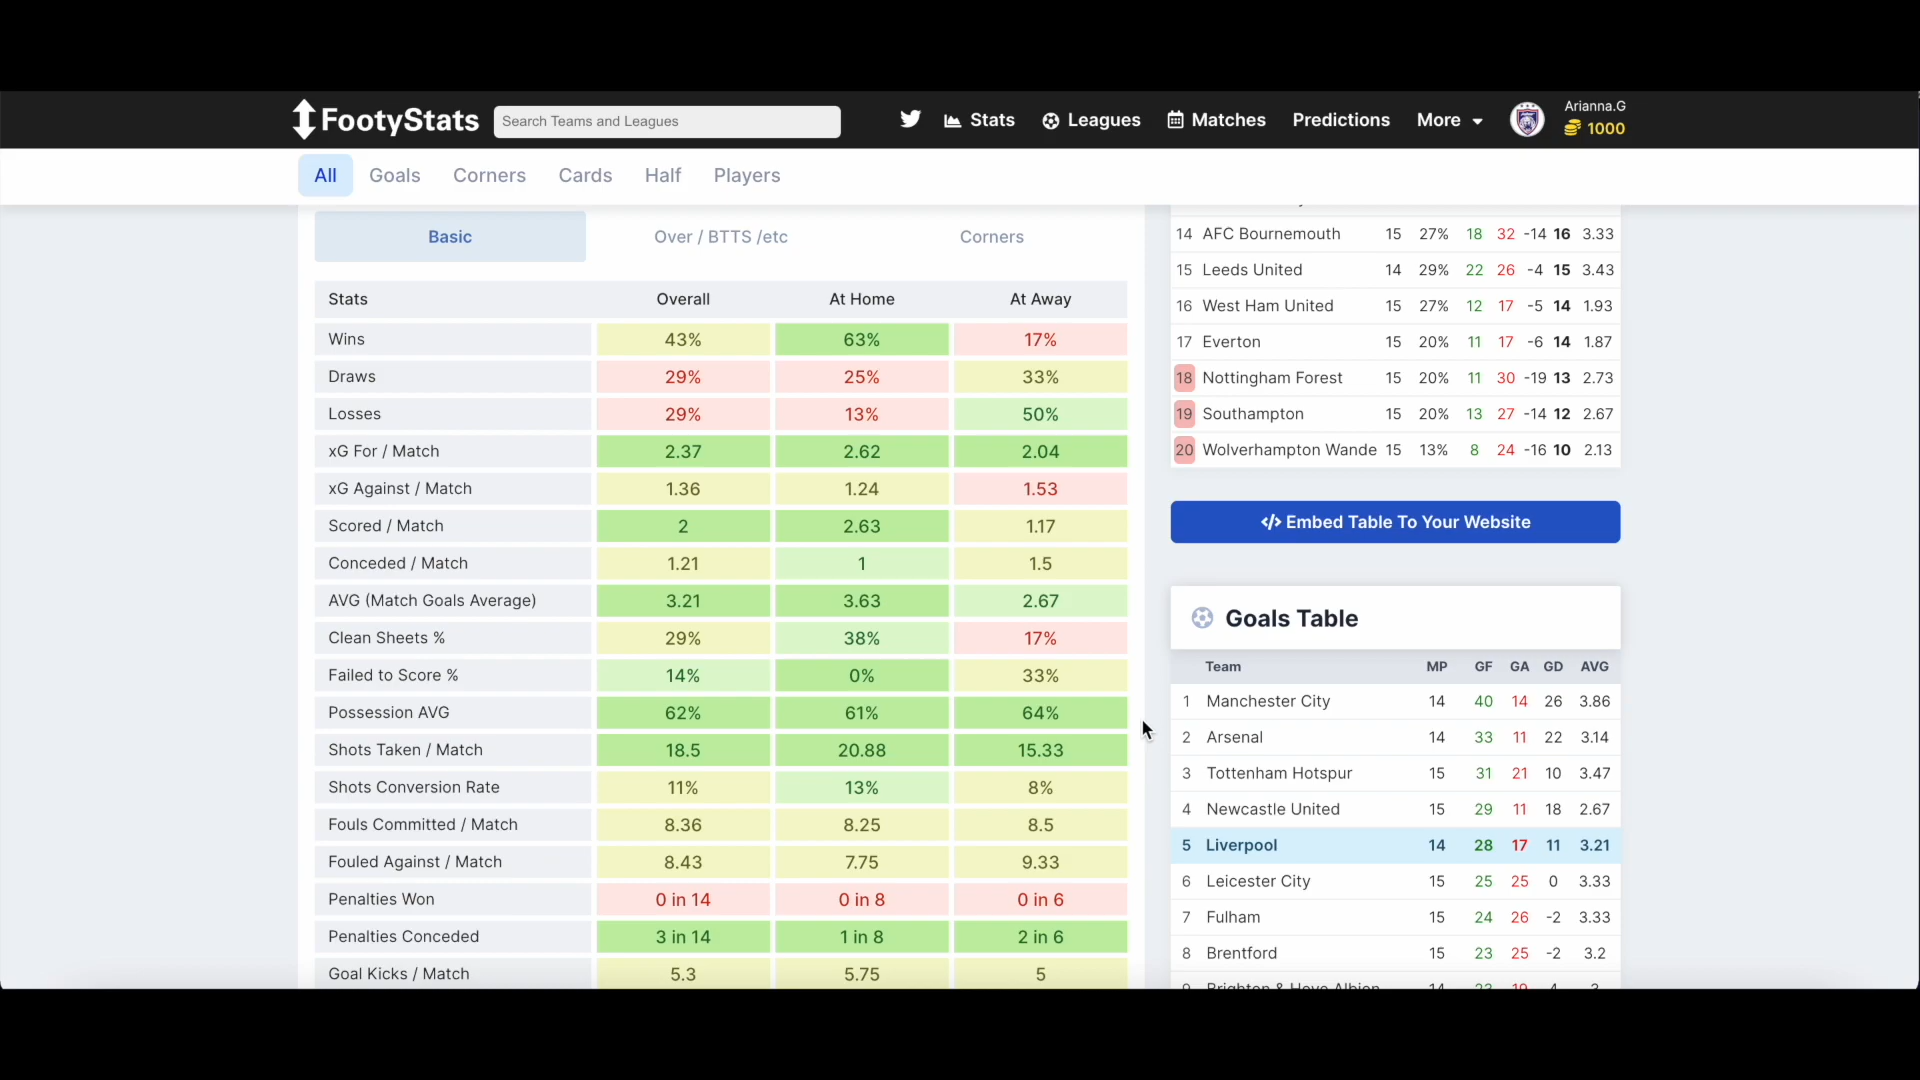 FootyStats
Search Teams and Leagues
Stats
Leagues
Matches
Predictions
More
Arianna.G
1000
All
Goals
Corners
Cards
Half
Players
Basic
Over / BTTS /etc
Corners
Stats Overall At Home At Away
Wins 43% 63% 17%
Draws 29% 25% 33%
Losses 29% 13% 50%
xG For / Match 2.37 2.62 2.04
xG Against / Match 1.36 1.24 1.53
Scored / Match 2 2.63 1.17
Conceded / Match 1.21 1 1.5
AVG (Match Goals Average) 3.21 3.63 2.67
Clean Sheets % 29% 38% 17%
Failed to Score % 14% 0% 33%
Possession AVG 62% 61% 64%
Shots Taken / Match 18.5 20.88 15.33
Shots Conversion Rate 11% 13% 8%
Fouls Committed / Match 8.36 8.25 8.5
Fouled Against / Match 8.43 7.75 9.33
Penalties Won 0 in 14 0 in 8 0 in 6
Penalties Conceded 3 in 14 1 in 8 2 in 6
Goal Kicks / Match 5.3 5.75 5
14 AFC Bournemouth 15 27% 18 32 -14 16 3.33
15 Leeds United 14 29% 22 26 -4 15 3.43
16 West Ham United 15 27% 12 17 -5 14 1.93
17 Everton 15 20% 11 17 -6 14 1.87
18 Nottingham Forest 15 20% 11 30 -19 13 2.73
19 Southampton 15 20% 13 27 -14 12 2.67
20 Wolverhampton Wande 15 13% 8 24 -16 10 2.13
</> Embed Table To Your Website
Goals Table
Team MP GF GA GD AVG
1 Manchester City 14 40 14 26 3.86
2 Arsenal 14 33 11 22 3.14
3 Tottenham Hotspur 15 31 21 10 3.47
4 Newcastle United 15 29 11 18 2.67
5 Liverpool 14 28 17 11 3.21
6 Leicester City 15 25 25 0 3.33
7 Fulham 15 24 26 -2 3.33
8 Brentford 15 23 25 -2 3.2
9 Brighton & Hove Albion 14 23 19 4 3